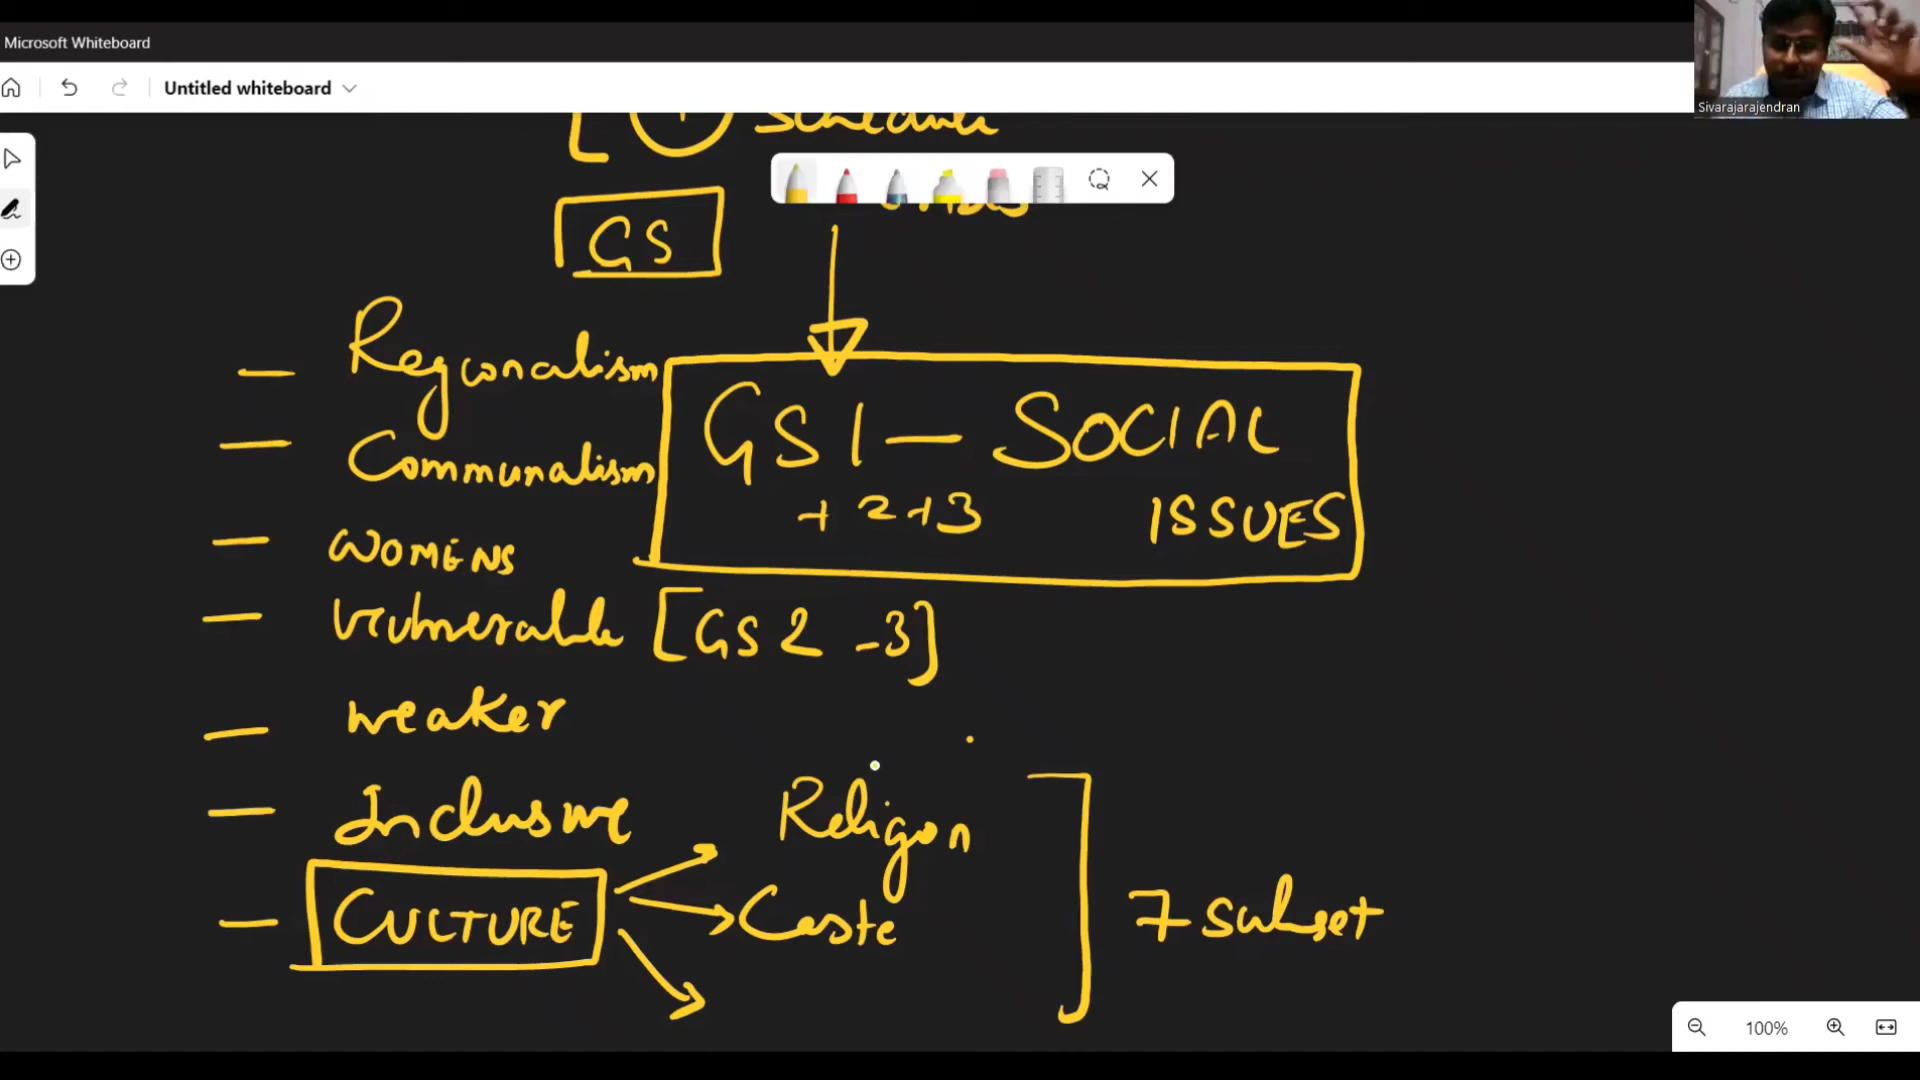 Microsoft Whiteboard
Untitled whiteboard
Sivarajarajendran
GS
Regionalism
GS1 - SOCIAL
+2+3 ISSUES
Communalism
WOMENS
Vulnerable [GS 2 -3]
weaker
Inclusive
Religon
CULTURE
Caste
7 subset
100%